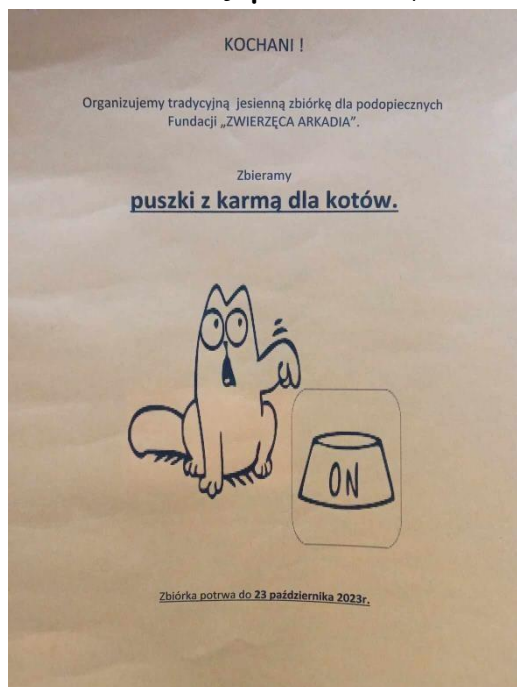 KOCHANI !
Organizujemy tradycyjną jesienną zbiórkę dla podopiecznych
Fundacji „ZWIERZĘCA ARKADIA”.
Zbieramy
puszki z karmą dla kotów.
ON
Zbiórka potrwa do 23 października 2023r.